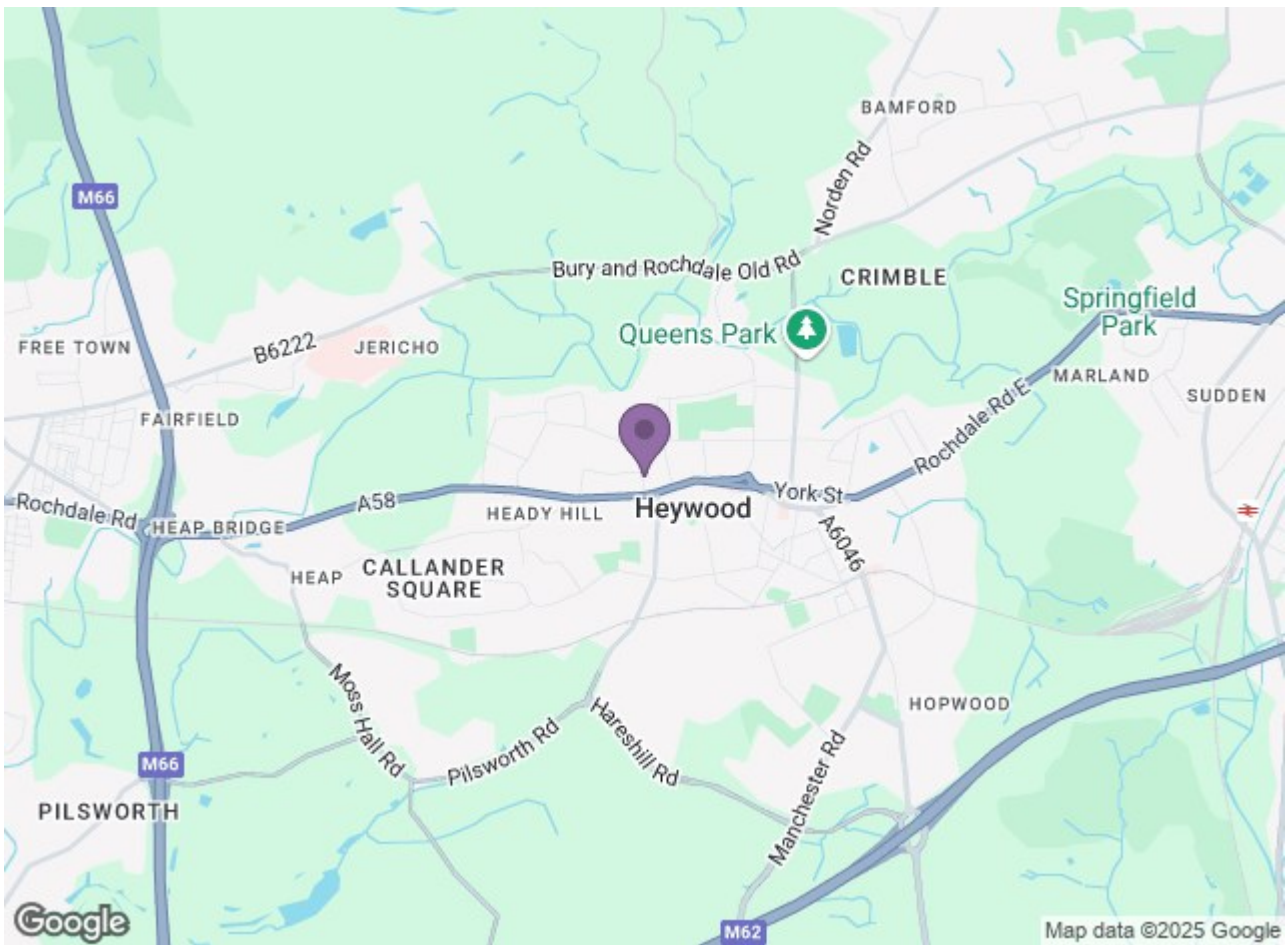 BAMFORD
M66
Norden Rd
Bury and Rochdale Old Rd
CRIMBLE
Springfield
Park
Queens Park
B6222
FREE TOWN
JERICHO
MARLAND
SUDDEN
FAIRFIELD
Rochdale Rd E
A58
York St
Rochdale Rd
HEADY HILL
Heywood
HEAP BRIDGE
A6046
HEAP
CALLANDER
SQUARE
Moss Hall Rd
Hareshill Rd
HOPWOOD
Pilsworth Rd
Manchester Rd
M66
PILSWORTH
Google
M62
Map data ©2025 Google